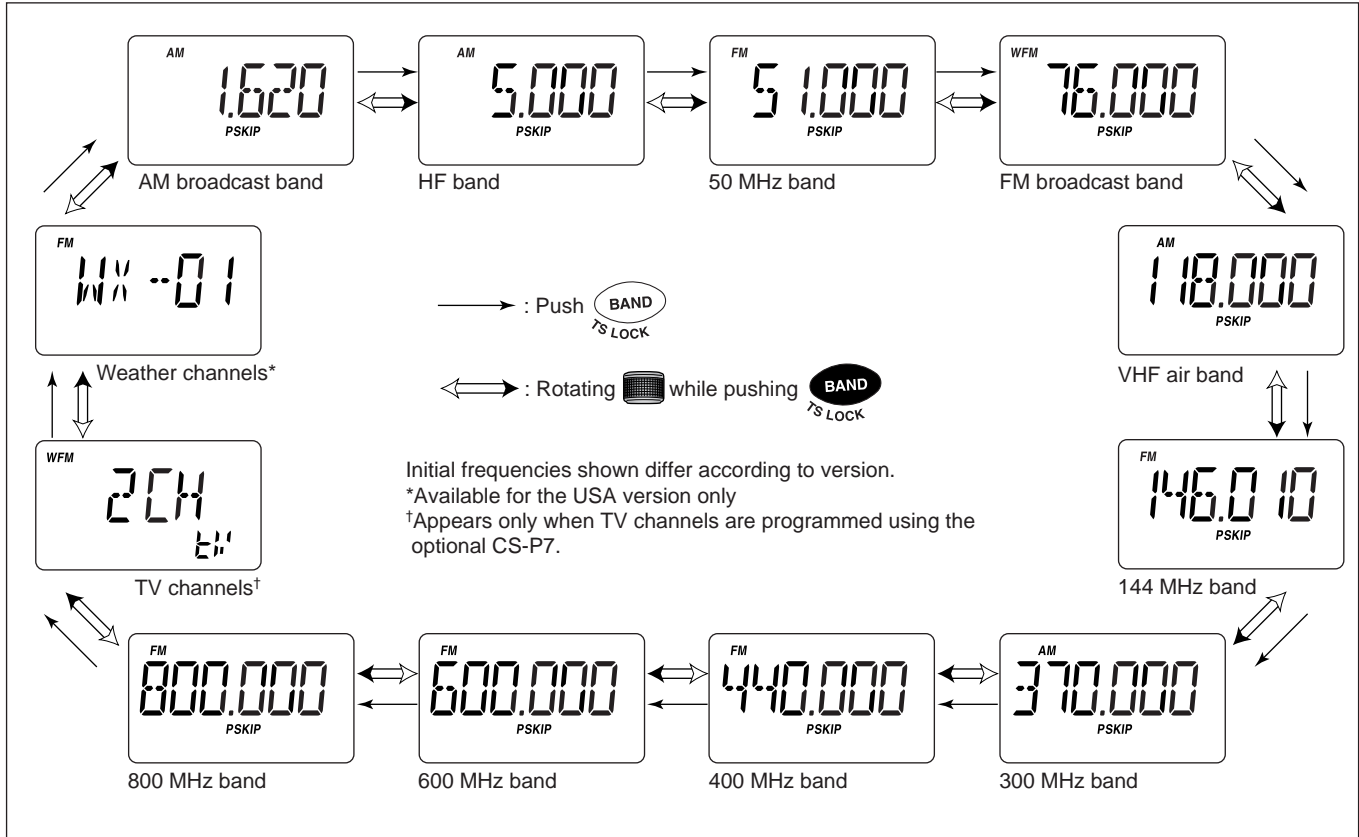 AM
1.620
PSKIP
AM broadcast band
AM
5.000
PSKIP
HF band
FM
51.000
PSKIP
50 MHz band
WFM
76.000
PSKIP
FM broadcast band
FM
WX-01
Weather channels*
: Push BAND
TS LOCK
: Rotating while pushing BAND
TS LOCK
AM
118.000
PSKIP
VHF air band
WFM
2CH
tV
TV channels†
Initial frequencies shown differ according to version.
*Available for the USA version only
†Appears only when TV channels are programmed using the
optional CS-P7.
FM
146.010
PSKIP
144 MHz band
FM
800.000
PSKIP
800 MHz band
FM
600.000
PSKIP
600 MHz band
FM
440.000
PSKIP
400 MHz band
AM
370.000
PSKIP
300 MHz band